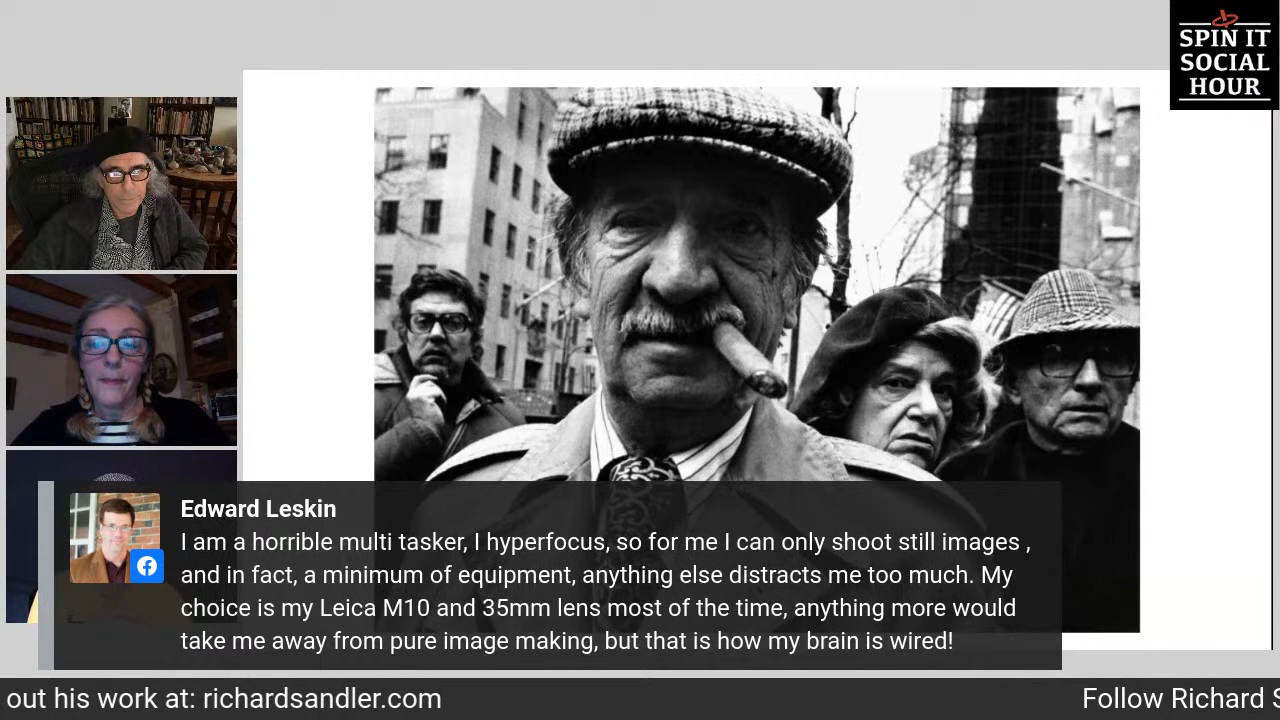 SPIN IT
SOCIAL
HOUR
Edward Leskin
I am a horrible multi tasker, I hyperfocus, so for me I can only shoot still images ,
and in fact, a minimum of equipment, anything else distracts me too much. My
choice is my Leica M10 and 35mm lens most of the time, anything more would
take me away from pure image making, but that is how my brain is wired!
out his work at: richardsandler.com
Follow Richard